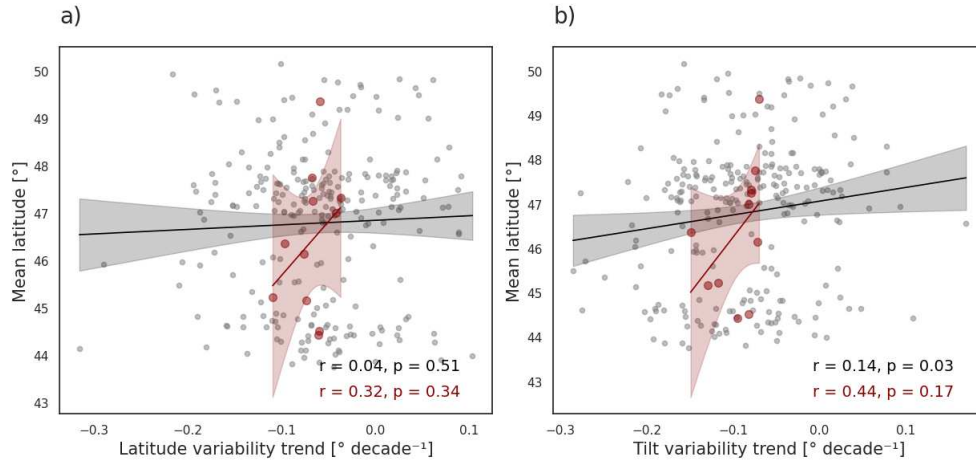 a)
50
49
48
47
46
45
44
43
Mean latitude [°]
r = 0.04, p = 0.51
r = 0.32, p = 0.34
−0.3
−0.2
−0.1
0.0
0.1
Latitude variability trend [° decade⁻¹]
b)
50
49
48
47
46
45
44
43
Mean latitude [°]
r = 0.14, p = 0.03
r = 0.44, p = 0.17
−0.3
−0.2
−0.1
0.0
0.1
Tilt variability trend [° decade⁻¹]